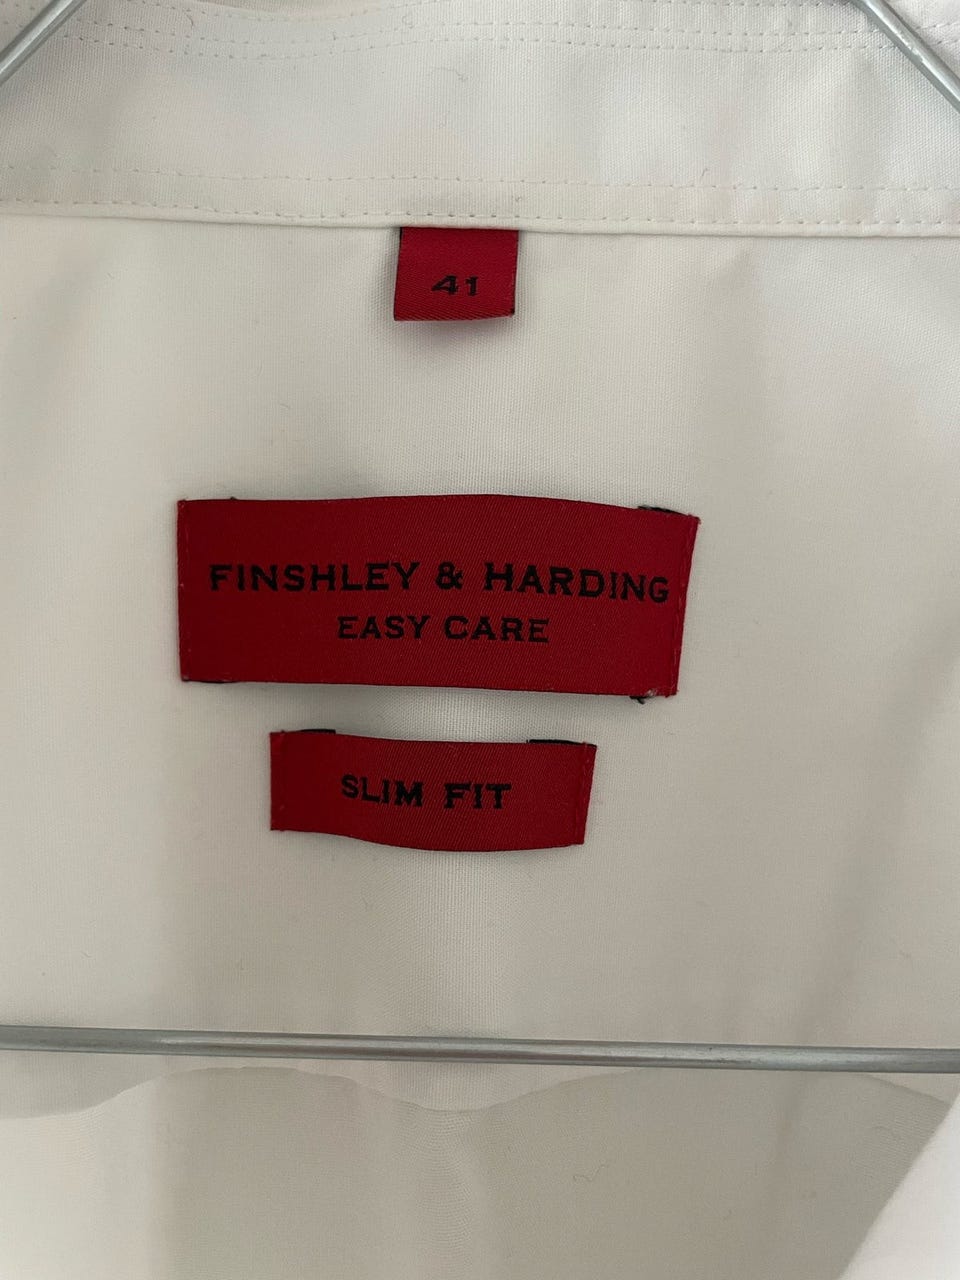 41
FINSHLEY & HARDING
EASY CARE
SLIM FIT